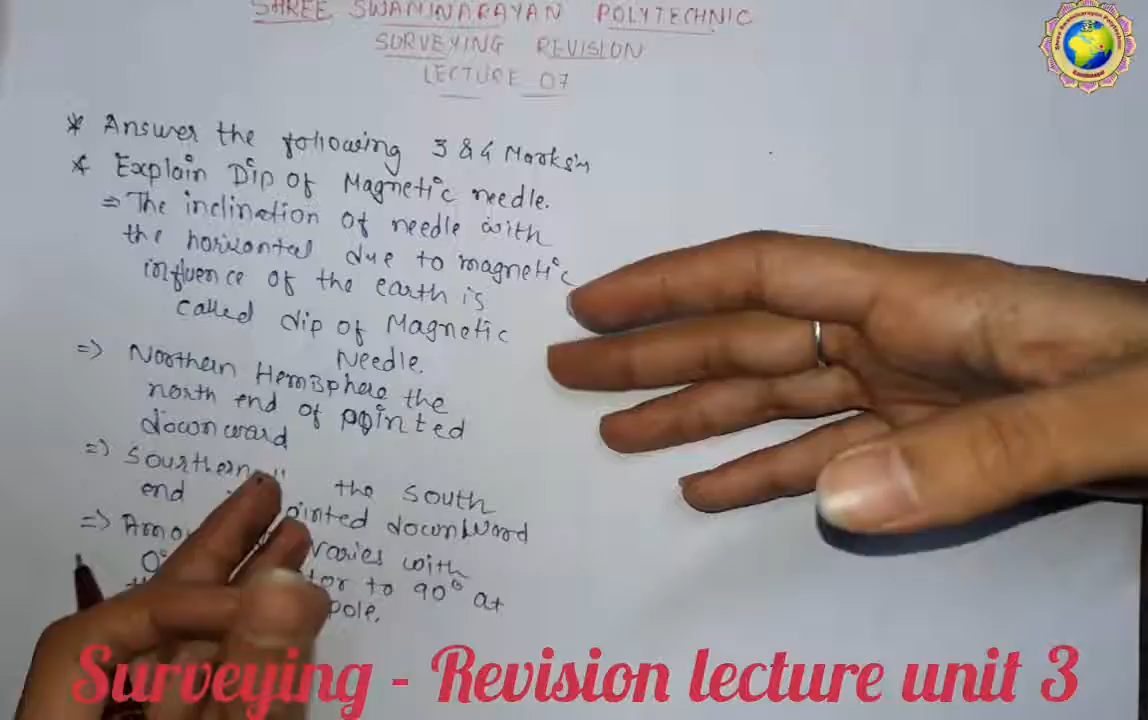 SHREE SWAMINARAYAN POLYTECHNIC
SURVEYING REVISION
LECTURE 07
* Answer the following 3 & 4 Marks
* Explain Dip of Magnetic needle.
⇒ The inclination of needle with
the horizontal due to magnetic
influence of the earth is
called dip of Magnetic
Needle.
⇒ Northern Hemisphere the
north end of pointed
downward
⇒ Sourthern " the south
end pointed downword
⇒ varies with
0° to 90° at
pole.
Surveying - Revision lecture unit 3